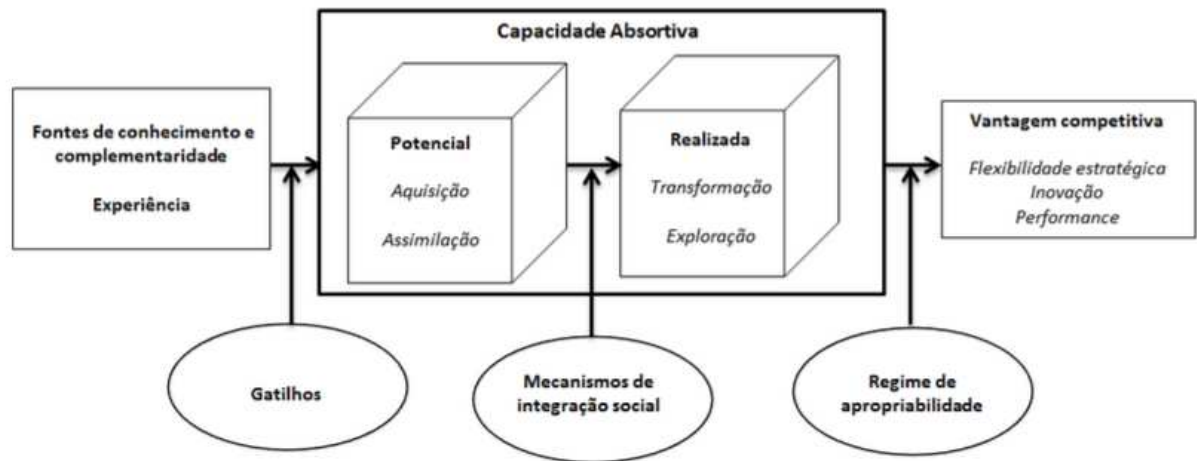 Capacidade Absortiva
Fontes de conhecimento e
complementaridade
Experiência
Potencial
Aquisição
Assimilação
Realizada
Transformação
Exploração
Vantagem competitiva
Flexibilidade estratégica
Inovação
Performance
Gatilhos
Mecanismos de
integração social
Regime de
apropriabilidade